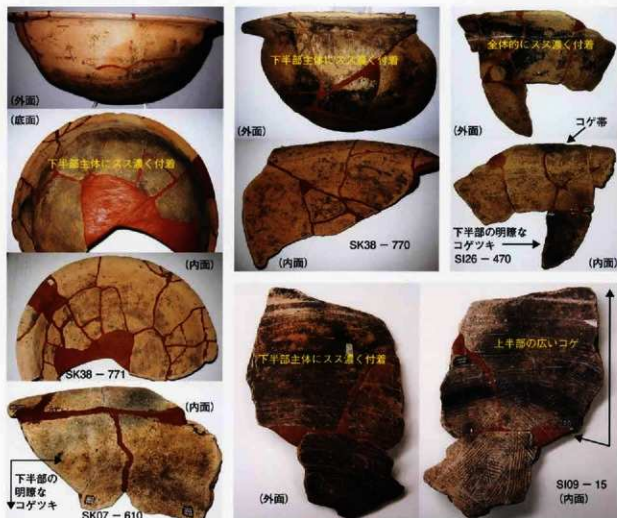 (外面)
(底面)
下半部主体にスス濃く付着
(内面)
SK38－771
(内面)
下半部の明瞭な
コゲツキ
SK07－610
下半部主体にスス濃く付着
(外面)
SK38－770
(内面)
全体的にスス濃く付着
(外面)
コゲ帯
下半部の明瞭な
コゲツキ
SI26－470
(内面)
下半部主体にスス濃く付着
(外面)
上半部の広いコゲ
SI09－15
(内面)